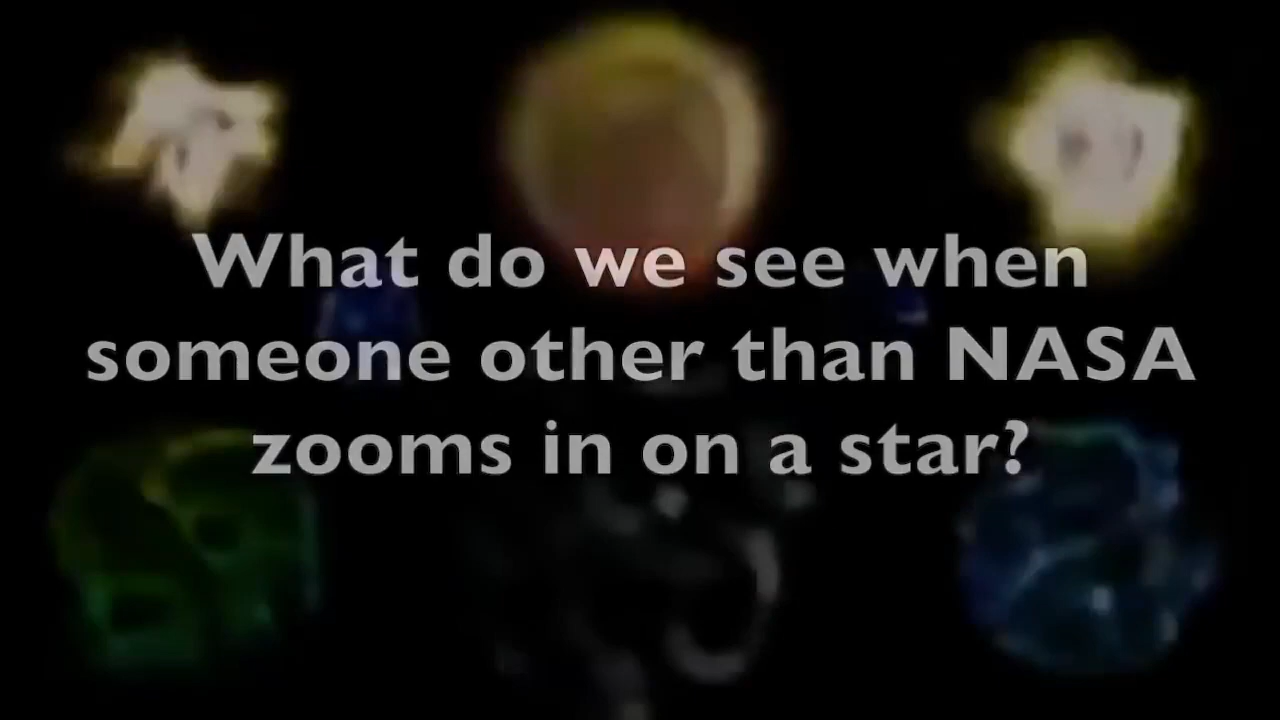 What do we see when
someone other than NASA
zooms in on a star?